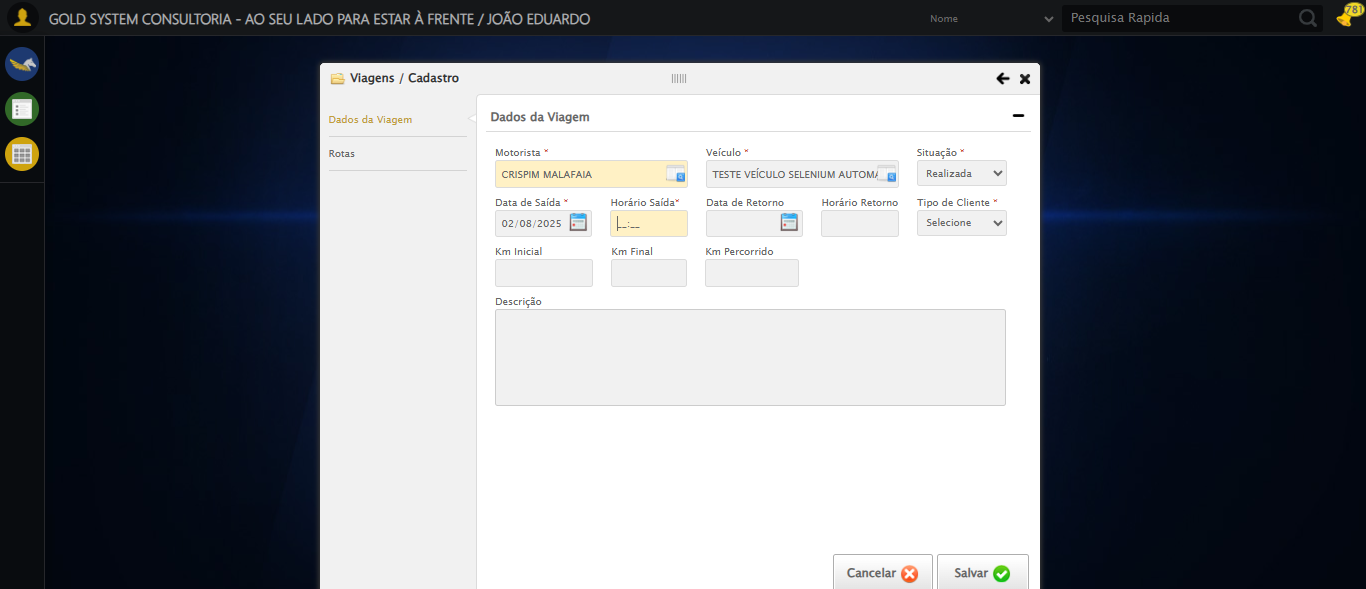 GOLD SYSTEM CONSULTORIA - AO SEU LADO PARA ESTAR À FRENTE / JOÃO EDUARDO
Nome
Pesquisa Rapida
781
Viagens / Cadastro
Dados da Viagem
Rotas
Dados da Viagem
Motorista * Veículo * Situação *
CRISPIM MALAFAIA TESTE VEÍCULO SELENIUM AUTOMA Realizada
Data de Saída * Horário Saída* Data de Retorno Horário Retorno Tipo de Cliente *
02/08/2025 __:__ Selecione
Km Inicial Km Final Km Percorrido
Descrição
Cancelar Salvar